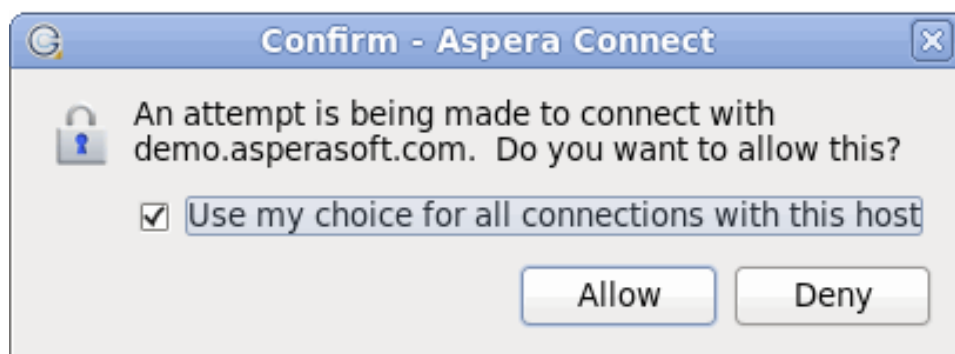 Confirm - Aspera Connect
An attempt is being made to connect with
demo.asperasoft.com.  Do you want to allow this?
Use my choice for all connections with this host
Allow
Deny